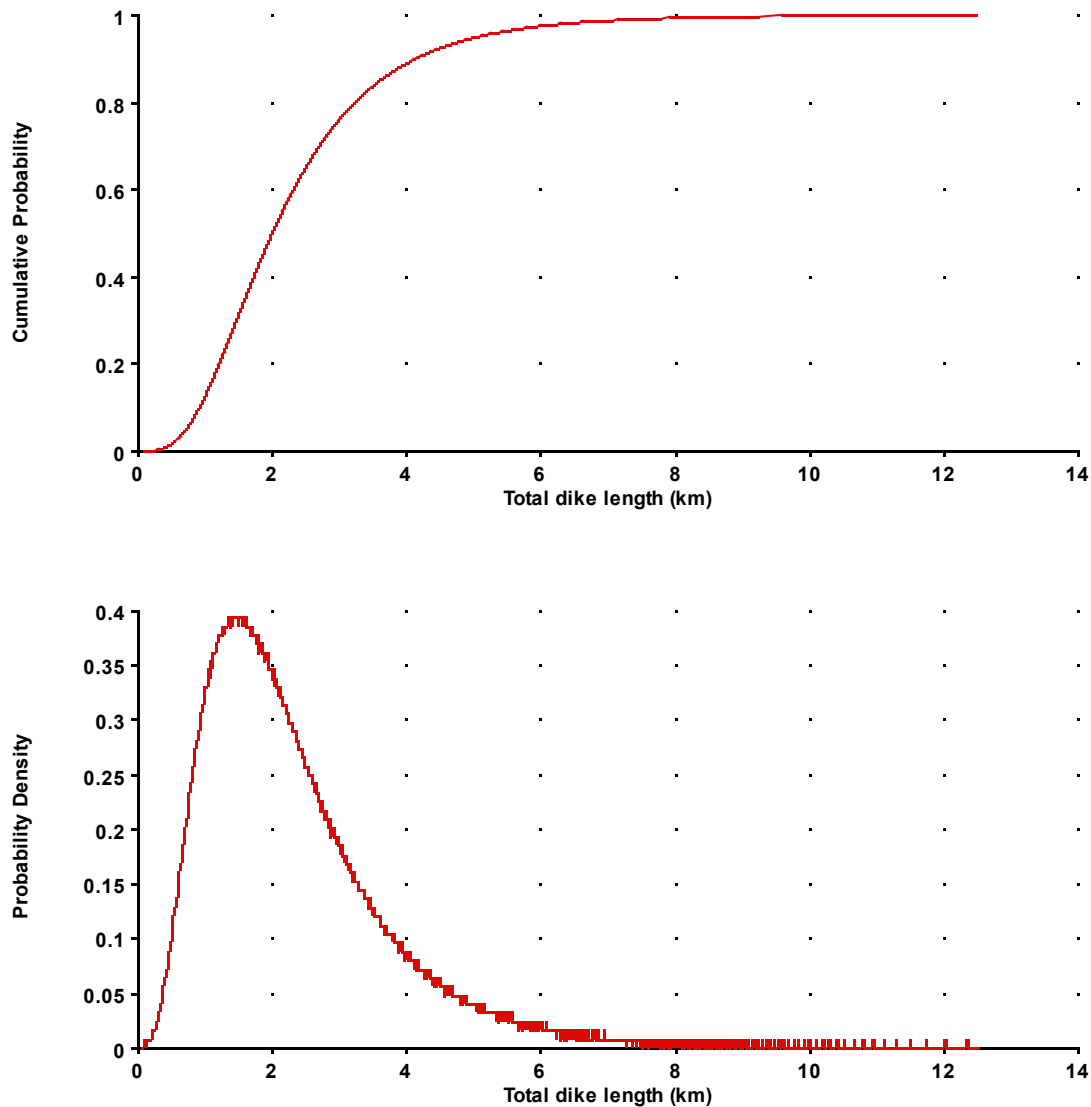 Cumulative Probability
1
0.8
0.6
0.4
0.2
0
0 2 4 6 8 10 12 14
Total dike length (km)
Probability Density
0.4
0.35
0.3
0.25
0.2
0.15
0.1
0.05
0
0 2 4 6 8 10 12 14
Total dike length (km)